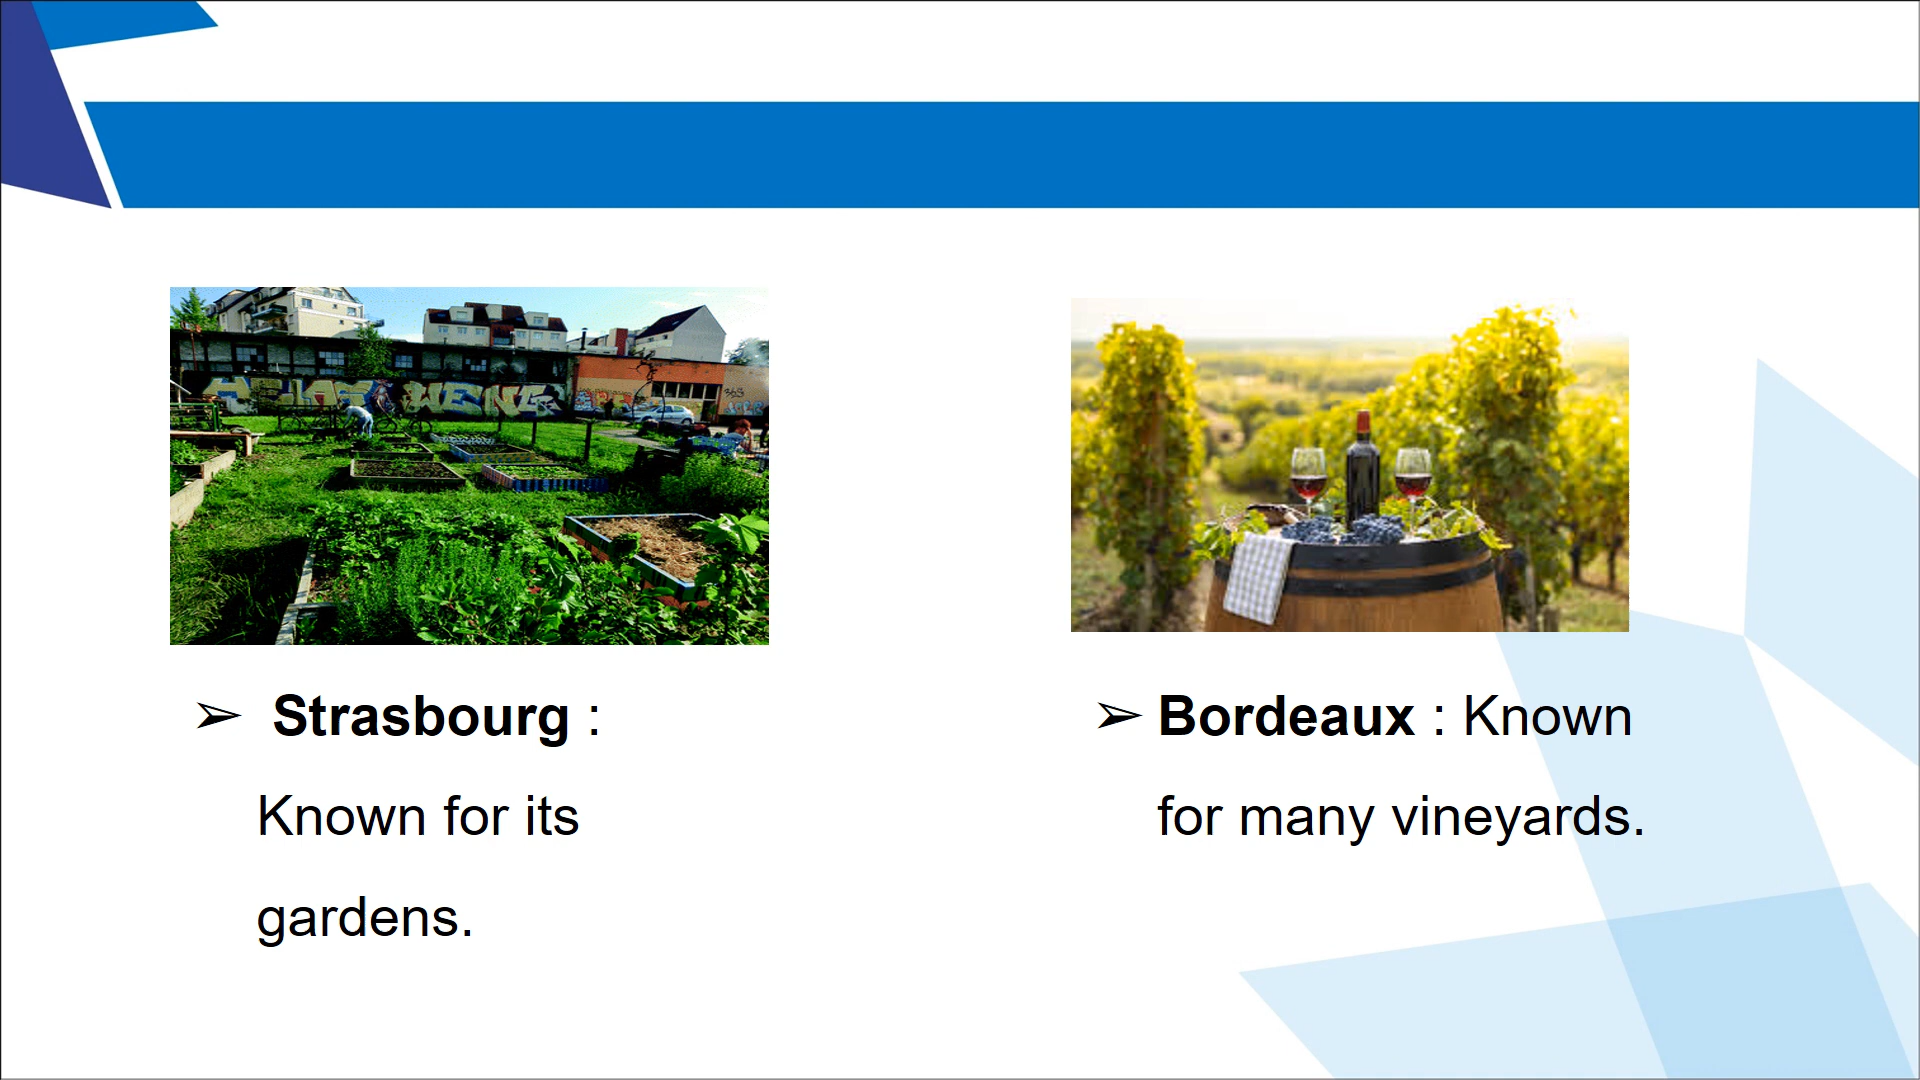 ➢ Strasbourg :
Known for its
gardens.
➢ Bordeaux : Known
for many vineyards.